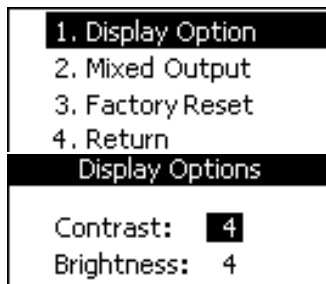 1. Display Option
2. Mixed Output
3. Factory Reset
4. Return
Display Options
Contrast: 4
Brightness: 4